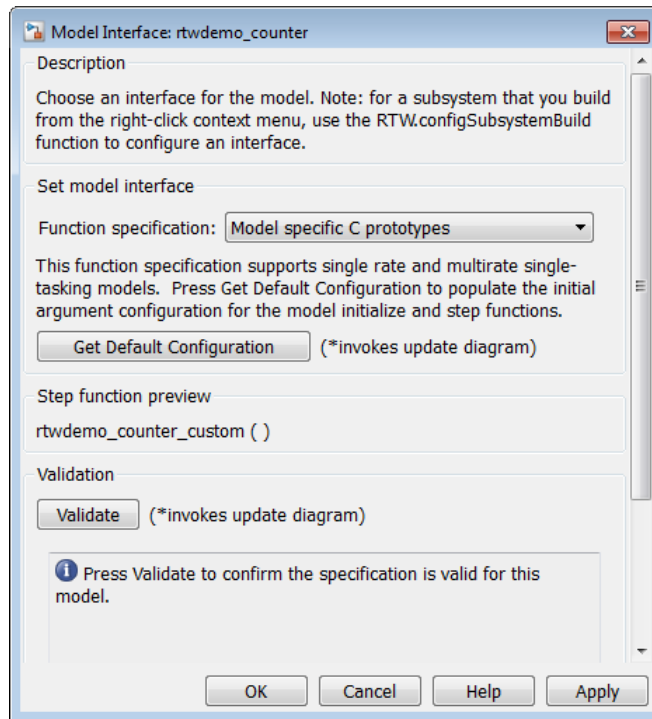 Model Interface: rtwdemo_counter
Description
Choose an interface for the model. Note: for a subsystem that you build
from the right-click context menu, use the RTW.configSubsystemBuild
function to configure an interface.
Set model interface
Function specification: Model specific C prototypes
This function specification supports single rate and multirate single-
tasking models. Press Get Default Configuration to populate the initial
argument configuration for the model initialize and step functions.
Get Default Configuration (*invokes update diagram)
Step function preview
rtwdemo_counter_custom ( )
Validation
Validate (*invokes update diagram)
Press Validate to confirm the specification is valid for this
model.
OK Cancel Help Apply